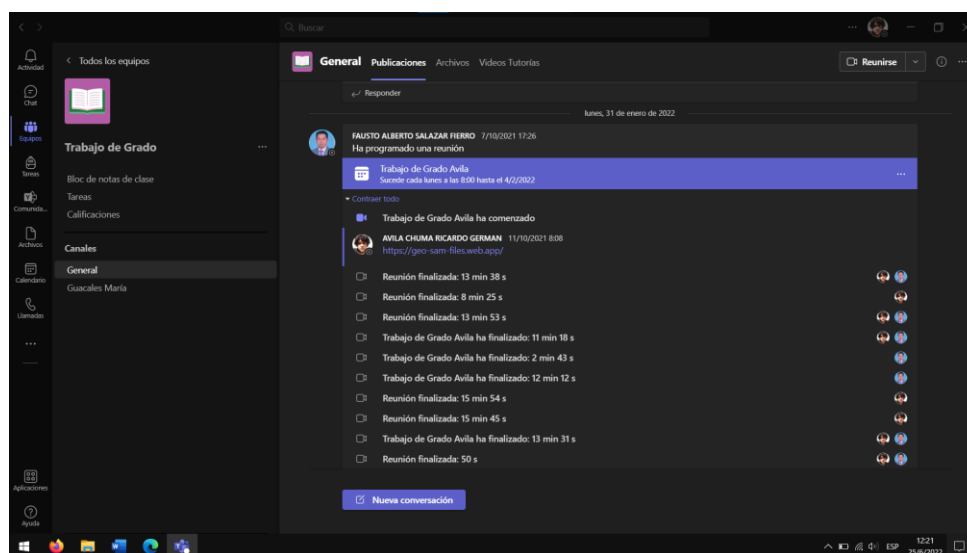 Buscar
Actividad
Chat
Equipos
Tareas
Comunida...
Archivos
Calendario
Llamadas
Aplicaciones
Ayuda
Todos los equipos
Trabajo de Grado
Bloc de notas de clase
Tareas
Calificaciones
Canales
General
Guacales María
General Publicaciones Archivos Videos Tutorías
Reunirse
Responder
lunes, 31 de enero de 2022
FAUSTO ALBERTO SALAZAR FIERRO 7/10/2021 17:26
Ha programado una reunión
Trabajo de Grado Avila
Sucede cada lunes a las 8:00 hasta el 4/2/2022
Contraer todo
Trabajo de Grado Avila ha comenzado
AVILA CHUMA RICARDO GERMAN 11/10/2021 8:08
https://geo-sam-files.web.app/
Reunión finalizada: 13 min 38 s
Reunión finalizada: 8 min 25 s
Reunión finalizada: 13 min 53 s
Trabajo de Grado Avila ha finalizado: 11 min 18 s
Trabajo de Grado Avila ha finalizado: 2 min 43 s
Trabajo de Grado Avila ha finalizado: 12 min 12 s
Reunión finalizada: 15 min 54 s
Reunión finalizada: 15 min 45 s
Trabajo de Grado Avila ha finalizado: 13 min 31 s
Reunión finalizada: 50 s
Nueva conversación
ESP
12:21
25/6/2022